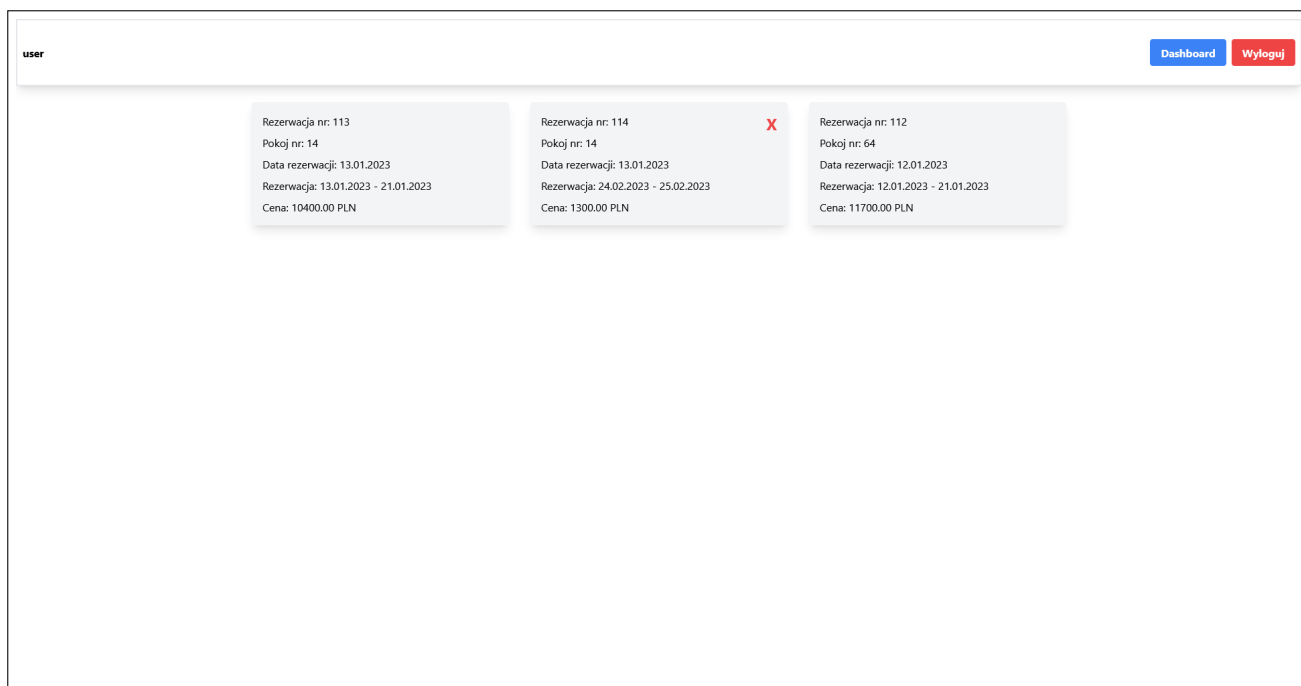 user
Dashboard
Wyloguj
Rezerwacja nr: 113
Pokoj nr: 14
Data rezerwacji: 13.01.2023
Rezerwacja: 13.01.2023 - 21.01.2023
Cena: 10400.00 PLN
Rezerwacja nr: 114
X
Pokoj nr: 14
Data rezerwacji: 13.01.2023
Rezerwacja: 24.02.2023 - 25.02.2023
Cena: 1300.00 PLN
Rezerwacja nr: 112
Pokoj nr: 64
Data rezerwacji: 12.01.2023
Rezerwacja: 12.01.2023 - 21.01.2023
Cena: 11700.00 PLN